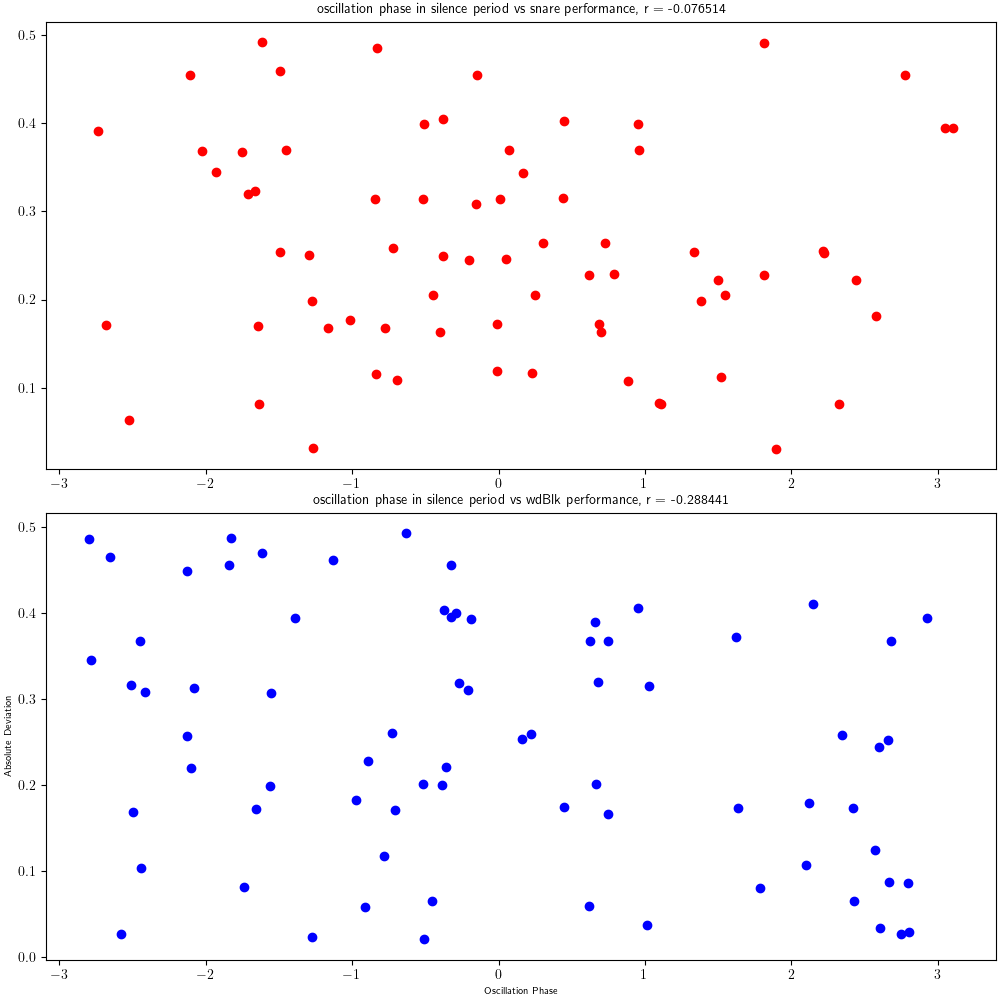 oscillation phase in silence period vs snare performance, r = -0.076514
0.5
0.4
0.3
0.2
0.1
−3 −2 −1 0 1 2 3
oscillation phase in silence period vs wdBlk performance, r = -0.288441
0.5
0.4
0.3
0.2
0.1
0.0
Absolute Deviation
−3 −2 −1 0 1 2 3
Oscillation Phase